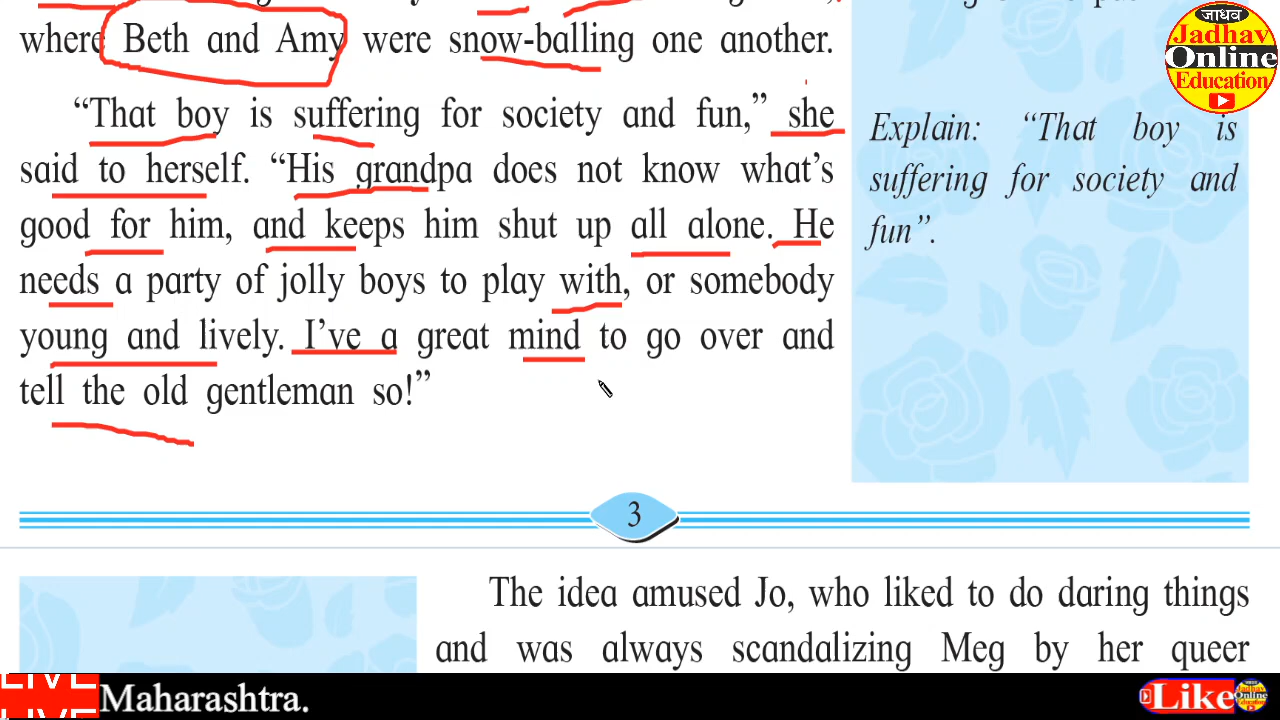 where Beth and Amy were snow-balling one another.
“That boy is suffering for society and fun,” she
said to herself. “His grandpa does not know what’s
good for him, and keeps him shut up all alone. He
needs a party of jolly boys to play with, or somebody
young and lively. I’ve a great mind to go over and
tell the old gentleman so!”
जाधव
Jadhav
Online
Education
Explain: “That boy is
suffering for society and
fun”.
3
The idea amused Jo, who liked to do daring things
and was always scandalizing Meg by her queer
LIVE
LIVE
Maharashtra.
Like
Jadhav
Online
Education